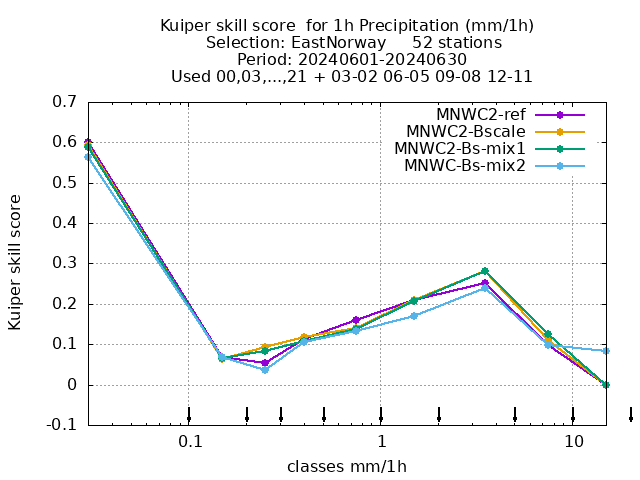 Kuiper skill score  for 1h Precipitation (mm/1h)
Selection: EastNorway     52 stations
Period: 20240601-20240630
Used 00,03,...,21 + 03-02 06-05 09-08 12-11
MNWC2-ref
MNWC2-Bscale
MNWC2-Bs-mix1
MNWC-Bs-mix2
Kuiper skill score
0.7
0.6
0.5
0.4
0.3
0.2
0.1
0
-0.1
0.1 1 10
classes mm/1h